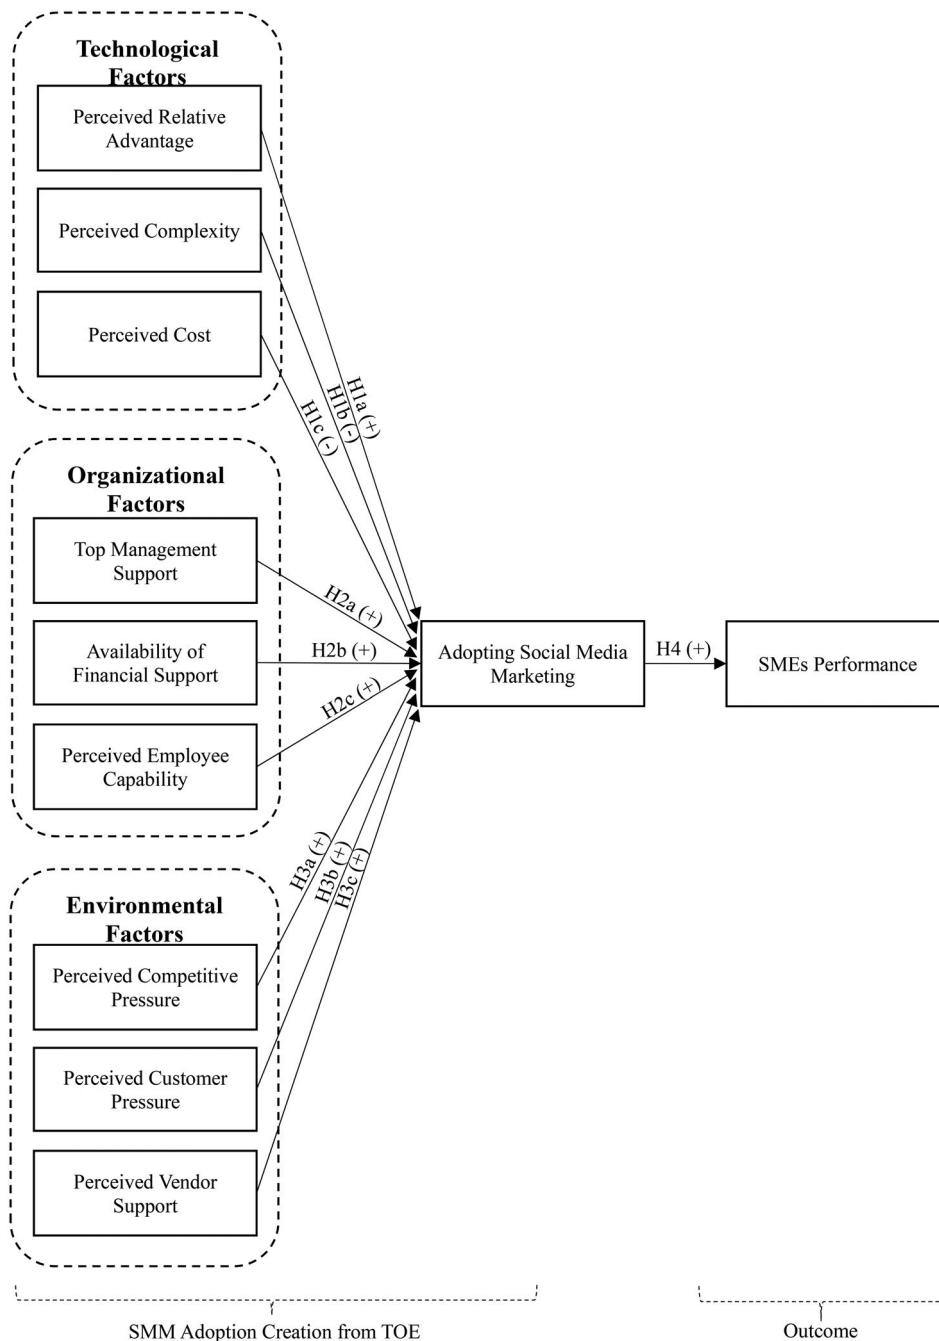 Technological
Factors
Perceived Relative
Advantage
Perceived Complexity
Perceived Cost
H1a (+)
H1b (-)
H1c (-)
Organizational
Factors
Top Management
Support
Availability of
Financial Support
Perceived Employee
Capability
H2a (+)
H2b (+)
H2c (+)
Adopting Social Media
Marketing
H4 (+)
SMEs Performance
Environmental
Factors
Perceived Competitive
Pressure
Perceived Customer
Pressure
Perceived Vendor
Support
H3a (+)
H3b (+)
H3c (+)
SMM Adoption Creation from TOE
Outcome